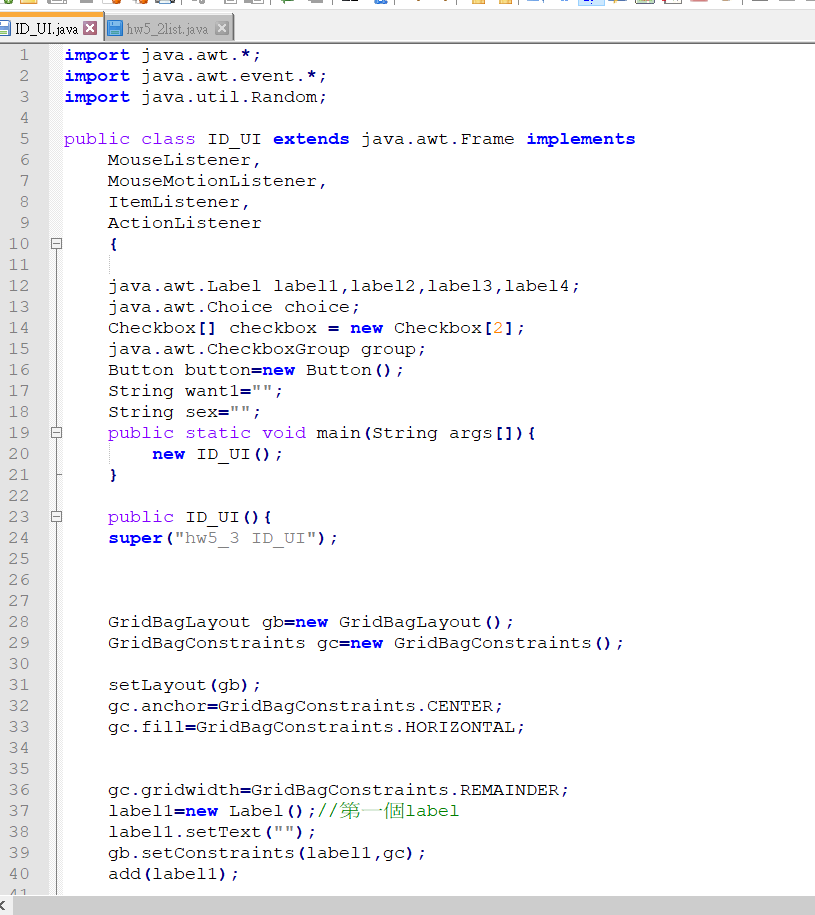 ID_UI.java hw5_2list.java
1 import java.awt.*;
2 import java.awt.event.*;
3 import java.util.Random;
4
5 public class ID_UI extends java.awt.Frame implements
6 MouseListener,
7 MouseMotionListener,
8 ItemListener,
9 ActionListener
10 {
11
12 java.awt.Label label1,label2,label3,label4;
13 java.awt.Choice choice;
14 Checkbox[] checkbox = new Checkbox[2];
15 java.awt.CheckboxGroup group;
16 Button button=new Button();
17 String want1="";
18 String sex="";
19 public static void main(String args[]){
20 new ID_UI();
21 }
22
23 public ID_UI(){
24 super("hw5_3 ID_UI");
25
26
27
28 GridBagLayout gb=new GridBagLayout();
29 GridBagConstraints gc=new GridBagConstraints();
30
31 setLayout(gb);
32 gc.anchor=GridBagConstraints.CENTER;
33 gc.fill=GridBagConstraints.HORIZONTAL;
34
35
36 gc.gridwidth=GridBagConstraints.REMAINDER;
37 label1=new Label();//第一個label
38 label1.setText("");
39 gb.setConstraints(label1,gc);
40 add(label1);
41